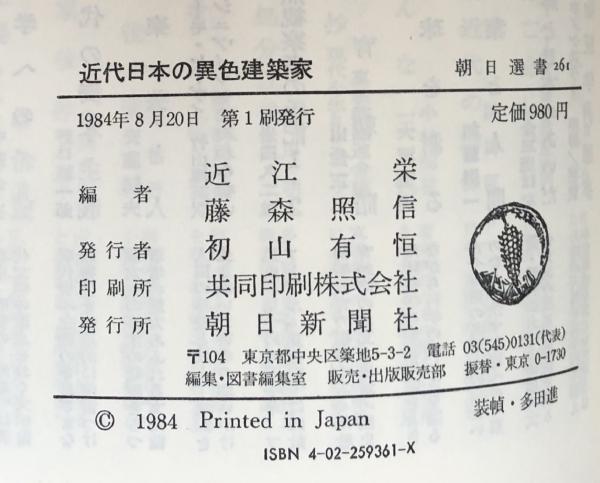 近代日本の異色建築家 朝日選書 261
1984年8月20日 第1刷発行 定価980円
編者 近江栄
藤森照信
発行者 初山有恒
印刷所 共同印刷株式会社
発行所 朝日新聞社
〒104 東京都中央区築地5-3-2 電話 03(545)0131(代表)
編集・図書編集室 販売・出版販売部 振替・東京 0-1730
© 1984 Printed in Japan 装幀・多田進
ISBN 4-02-259361-X